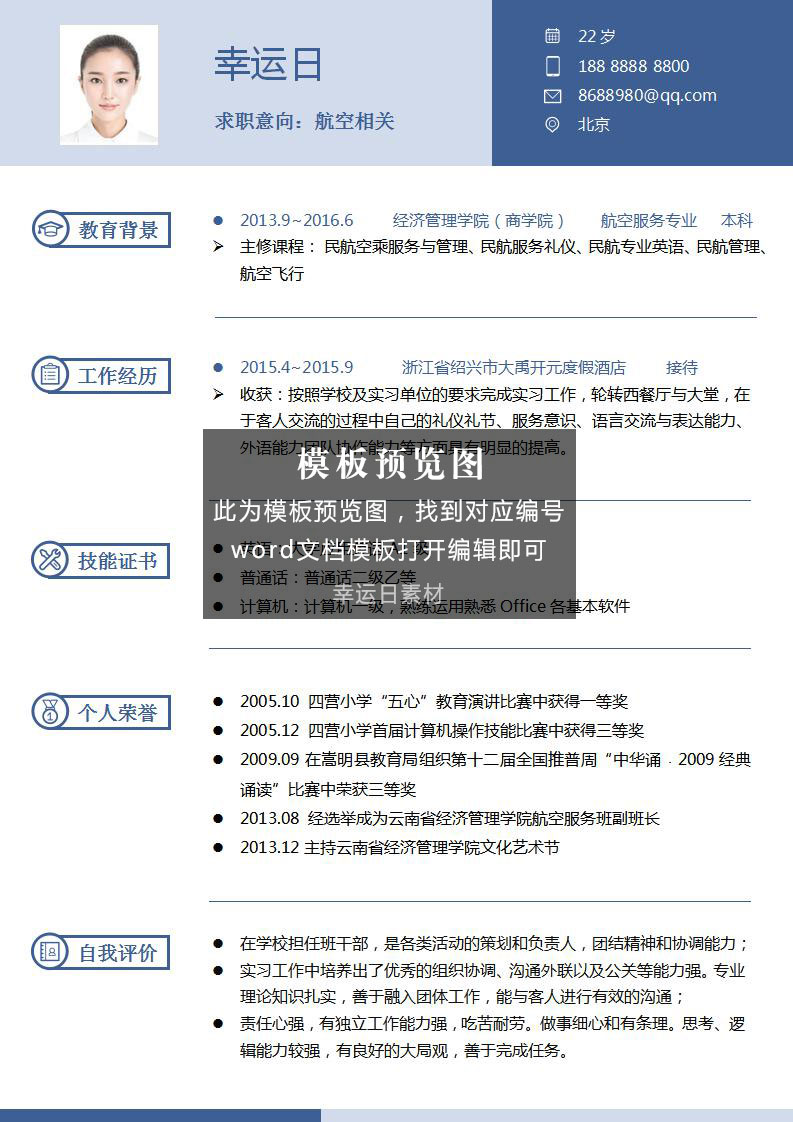 幸运日
求职意向：航空相关
22 岁
188 8888 8800
8688980@qq.com
北京
教育背景
2013.9~2016.6 经济管理学院（商学院） 航空服务专业 本科
主修课程： 民航空乘服务与管理、民航服务礼仪、民航专业英语、民航管理、
航空飞行
工作经历
2015.4~2015.9 浙江省绍兴市大禹开元度假酒店 接待
收获：按照学校及实习单位的要求完成实习工作，轮转西餐厅与大堂，在
于客人交流的过程中自己的礼仪礼节、服务意识、语言交流与表达能力、
外语能力团队协作能力等方面具有明显的提高。
模板预览图
此为模板预览图，找到对应编号
word文档模板打开编辑即可
幸运日素材
技能证书
英语：
普通话：普通话二级乙等
计算机：计算机一级，熟练运用熟悉 Office 各基本软件
个人荣誉
2005.10 四营小学“五心”教育演讲比赛中获得一等奖
2005.12 四营小学首届计算机操作技能比赛中获得三等奖
2009.09 在嵩明县教育局组织第十二届全国推普周“中华诵﹒2009 经典
诵读”比赛中荣获三等奖
2013.08 经选举成为云南省经济管理学院航空服务班副班长
2013.12 主持云南省经济管理学院文化艺术节
自我评价
在学校担任班干部，是各类活动的策划和负责人，团结精神和协调能力；
实习工作中培养出了优秀的组织协调、沟通外联以及公关等能力强。专业
理论知识扎实，善于融入团体工作，能与客人进行有效的沟通；
责任心强，有独立工作能力强，吃苦耐劳。做事细心和有条理。思考、逻
辑能力较强，有良好的大局观，善于完成任务。